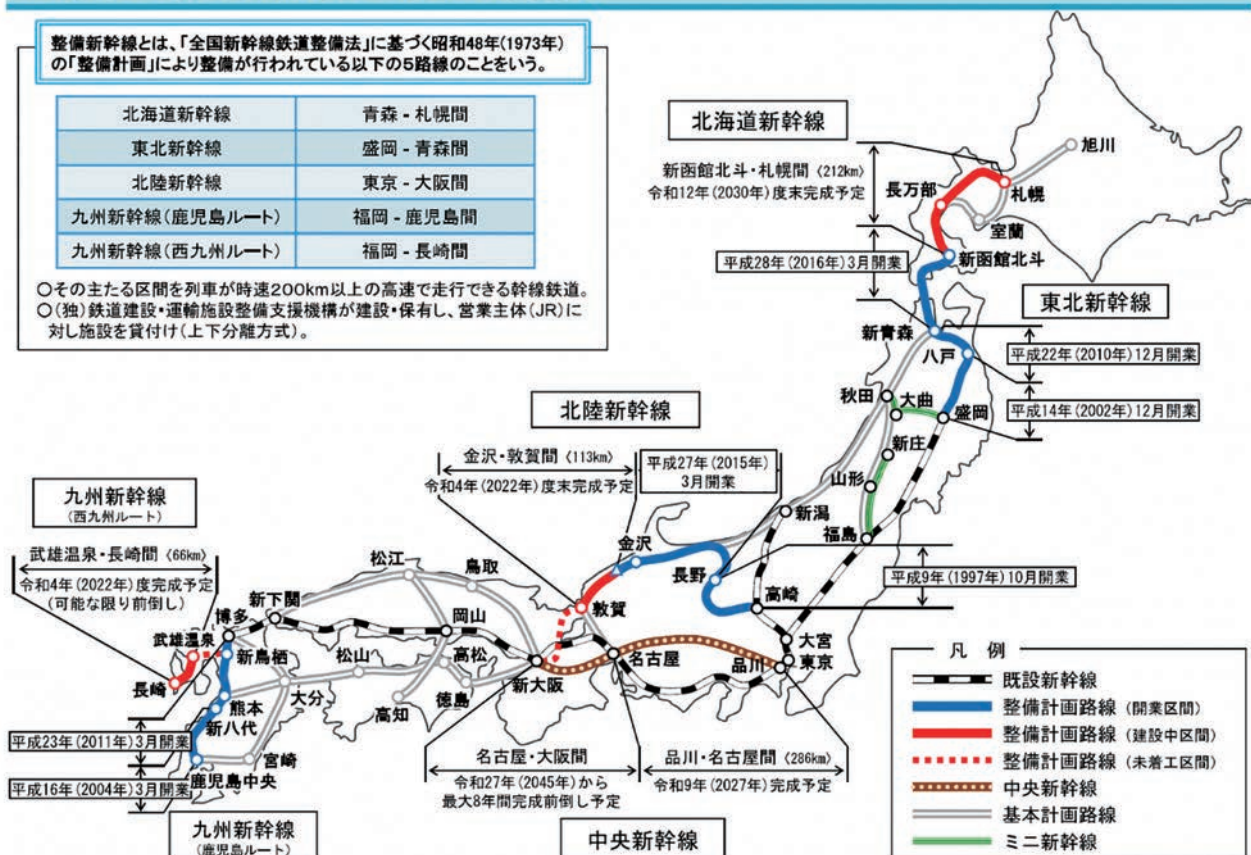 整備新幹線とは、「全国新幹線鉄道整備法」に基づく昭和48年(1973年)
の「整備計画」により整備が行われている以下の5路線のことをいう。
北海道新幹線 青森 - 札幌間
東北新幹線 盛岡 - 青森間
北陸新幹線 東京 - 大阪間
九州新幹線(鹿児島ルート) 福岡 - 鹿児島間
九州新幹線(西九州ルート) 福岡 - 長崎間
○その主たる区間を列車が時速200km以上の高速で走行できる幹線鉄道。
○(独)鉄道建設・運輸施設整備支援機構が建設・保有し、営業主体(JR)に
対し施設を貸付け(上下分離方式)。
北海道新幹線
新函館北斗・札幌間〈212km〉
令和12年(2030年)度末完成予定
旭川
長万部
札幌
室蘭
新函館北斗
平成28年(2016年)3月開業
東北新幹線
新青森
八戸
平成22年(2010年)12月開業
秋田
大曲
盛岡
平成14年(2002年)12月開業
新庄
山形
福島
新潟
北陸新幹線
金沢・敦賀間〈113km〉
令和4年(2022年)度末完成予定
平成27年(2015年)
3月開業
金沢
長野
高崎
平成9年(1997年)10月開業
敦賀
大宮
東京
品川
名古屋
新大阪
九州新幹線
(西九州ルート)
武雄温泉・長崎間〈66km〉
令和4年(2022年)度完成予定
(可能な限り前倒し)
松江
鳥取
新下関
岡山
博多
武雄温泉
新鳥栖
松山
高松
長崎
熊本
大分
高知
徳島
新八代
平成23年(2011年)3月開業
宮崎
鹿児島中央
平成16年(2004年)3月開業
九州新幹線
(鹿児島ルート)
名古屋・大阪間
令和27年(2045年)から
最大8年間完成前倒し予定
品川・名古屋間〈286km〉
令和9年(2027年)完成予定
中央新幹線
凡 例
既設新幹線
整備計画路線(開業区間)
整備計画路線(建設中区間)
整備計画路線(未着工区間)
中央新幹線
基本計画路線
ミニ新幹線